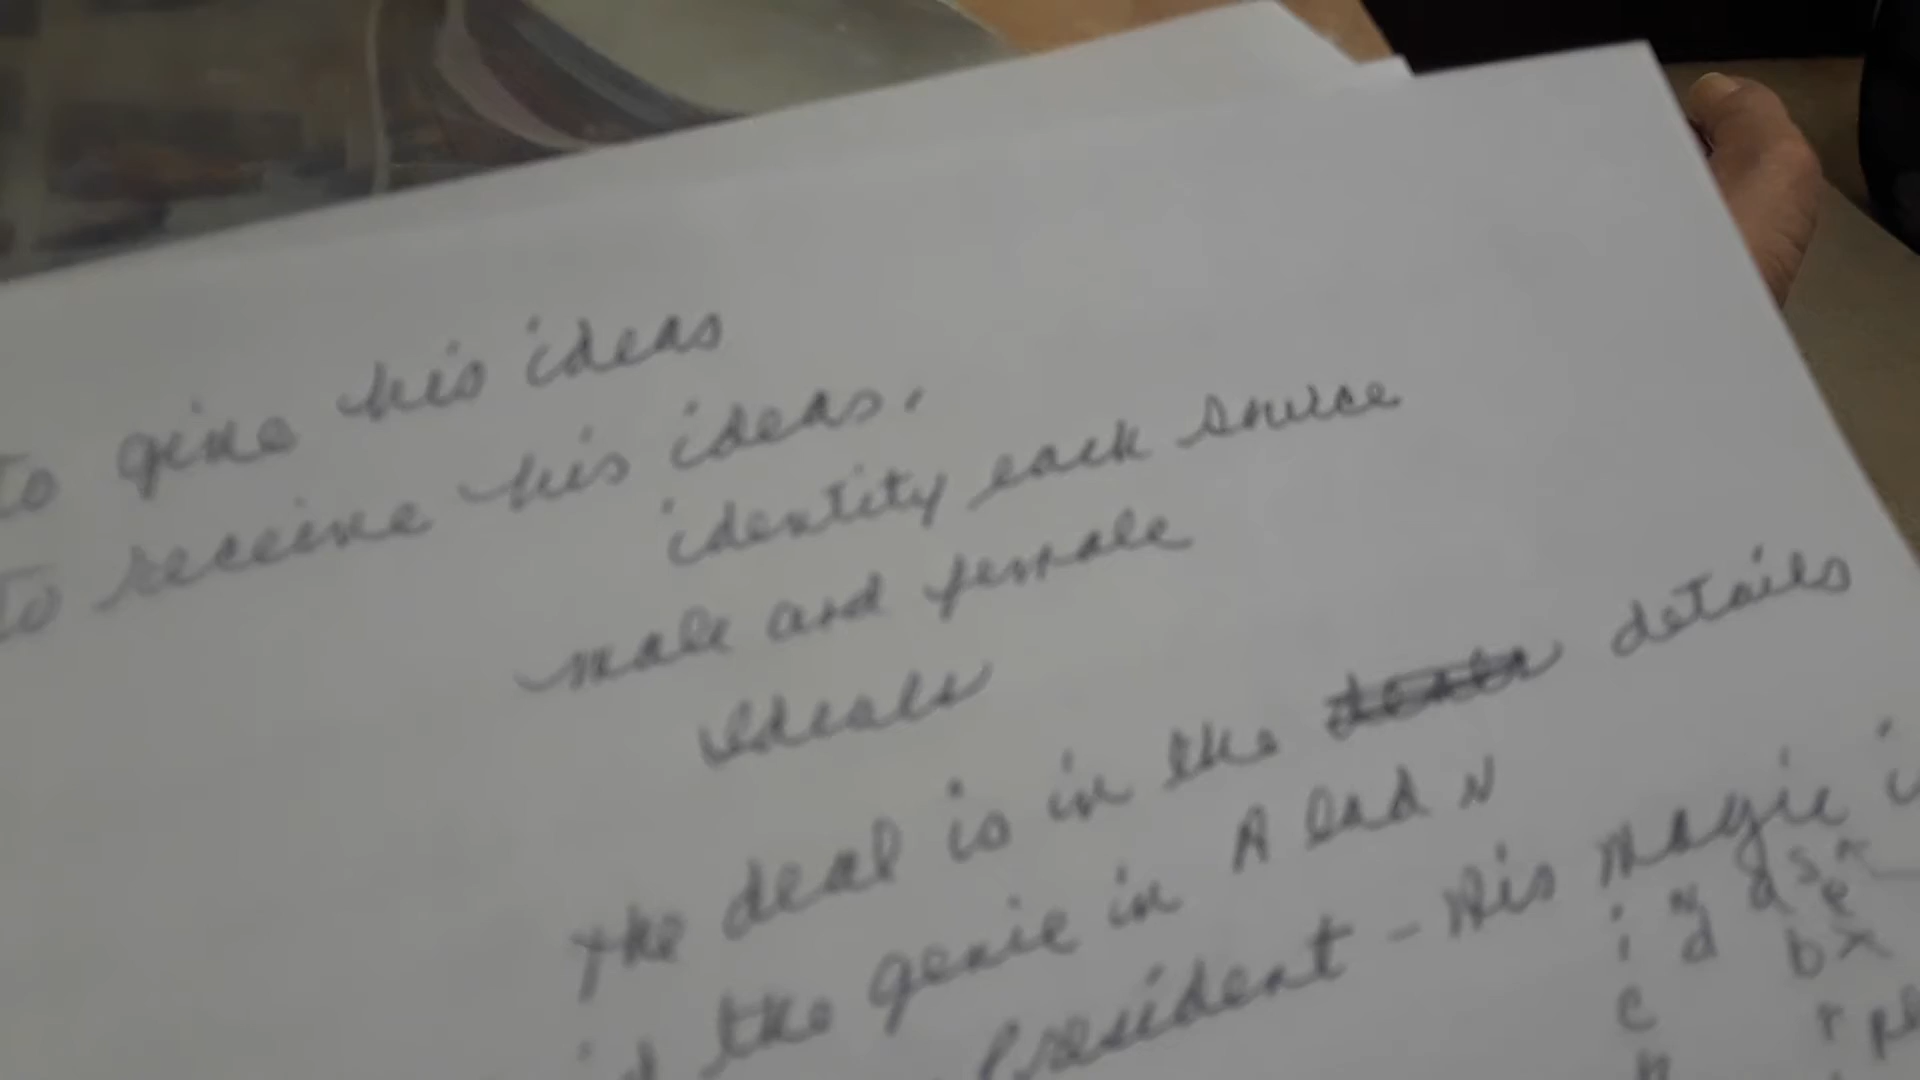 to give his ideas
to receive his ideas.
identity each source
male and female
Ideals
The deal is in the details
the genie in A lad N
President - His magic